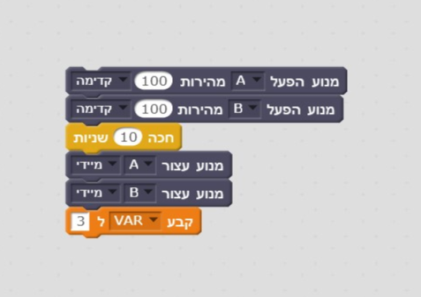 מנוע הפעל A מהירות 100 קדימה
מנוע הפעל B מהירות 100 קדימה
חכה 10 שניות
מנוע עצור A מיידי
מנוע עצור B מיידי
קבע VAR ל 3